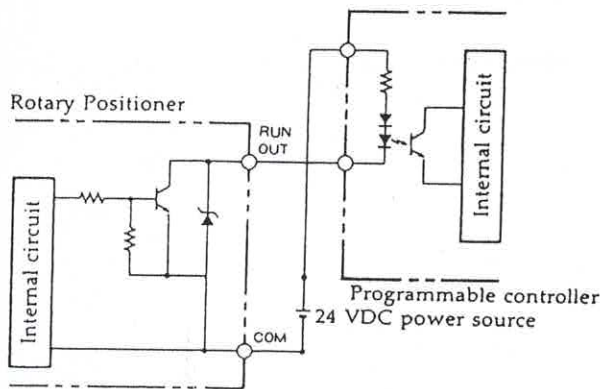 Rotary Positioner
RUN
OUT
Internal circuit
Internal circuit
Programmable controller
24 VDC power source
COM